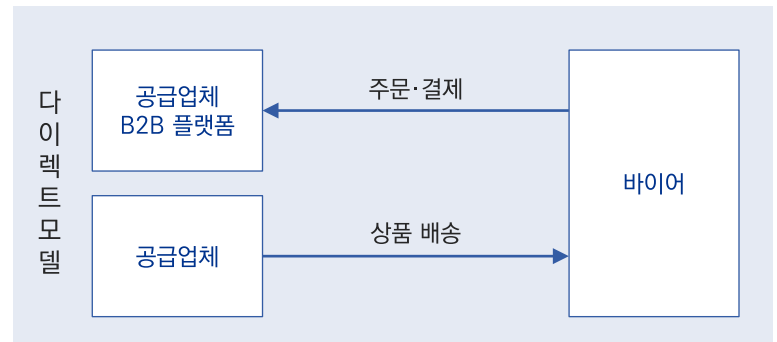 다이렉트모델
공급업체
B2B 플랫폼
주문·결제
바이어
공급업체
상품 배송